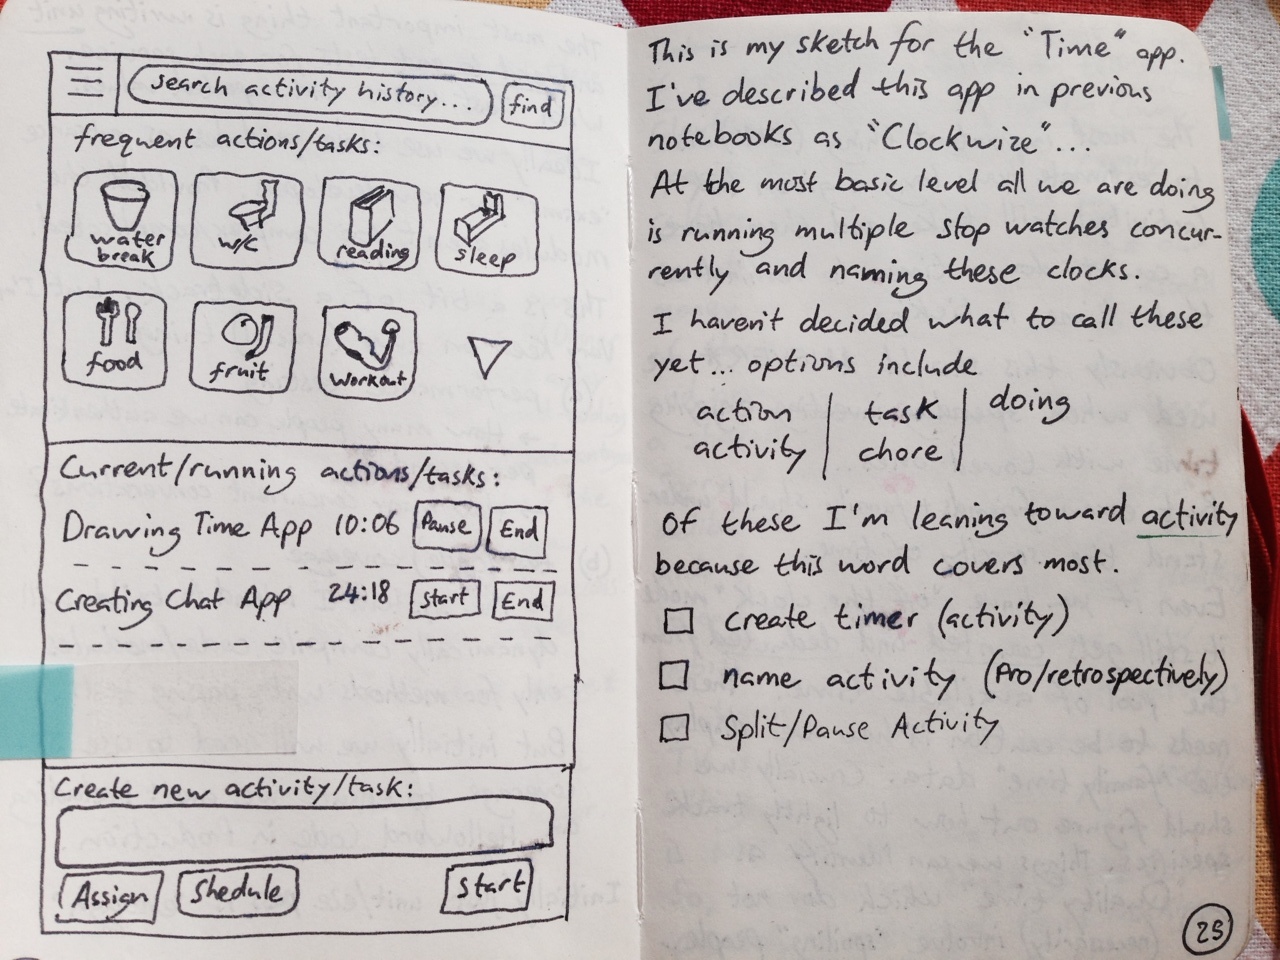 search activity history...
find
frequent actions/tasks:
water
break
w/c
reading
sleep
food
fruit
workout
Current/running actions/tasks:
Drawing Time App 10:06 Pause End
Creating Chat App 24:18 Start End
Create new activity/task:
Assign Shedule Start
This is my sketch for the "Time" app.
I've described this app in previous
notebooks as "Clockwize"...
At the most basic level all we are doing
is running multiple stop watches concur-
rently and naming these clocks.
I haven't decided what to call these
yet... options include
action | task | doing
activity | chore |
Of these I'm leaning toward activity
because this word covers most.
create timer (activity)
name activity (Pro/retrospectively)
Split/Pause Activity
25